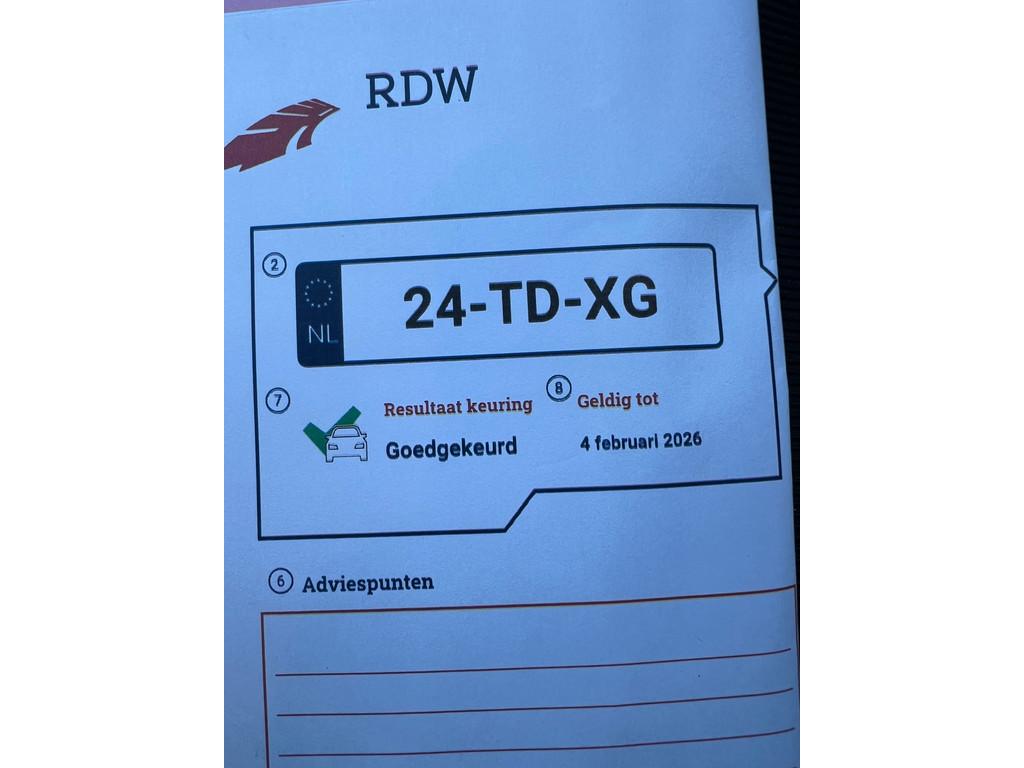 RDW
2
NL
24-TD-XG
7
Resultaat keuring
8
Geldig tot
Goedgekeurd
4 februari 2026
6 Adviespunten